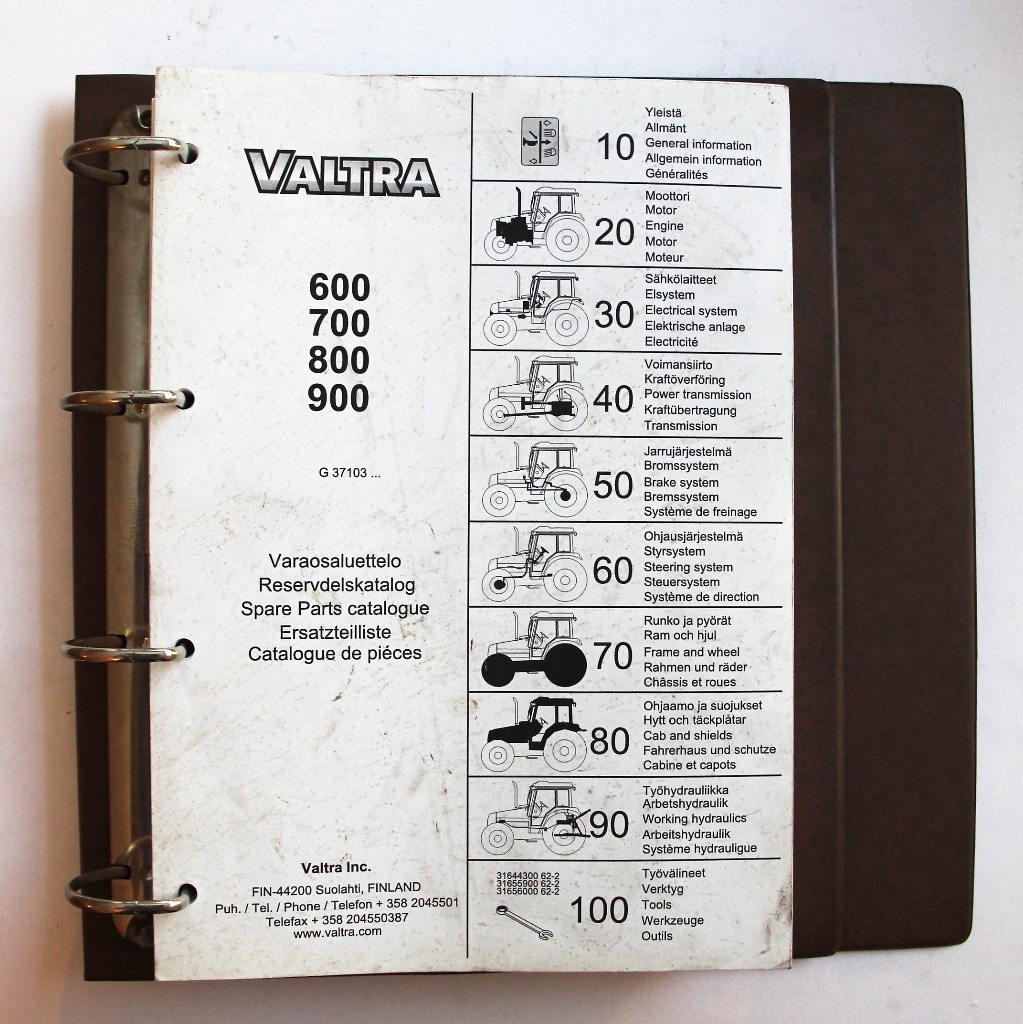 VALTRA
600
700
800
900
G 37103 ...
Varaosaluettelo
Reservdelskatalog
Spare Parts catalogue
Ersatzteilliste
Catalogue de piéces
Valtra Inc.
FIN-44200 Suolahti, FINLAND
Puh. / Tel. / Phone / Telefon + 358 2045501
Telefax + 358 204550387
www.valtra.com
10
Yleistä
Allmänt
General information
Allgemein information
Généralités
20
Moottori
Motor
Engine
Motor
Moteur
30
Sähkölaitteet
Elsystem
Electrical system
Elektrische anlage
Electricité
40
Voimansiirto
Kraftöverföring
Power transmission
Kraftübertragung
Transmission
50
Jarrujärjestelmä
Bromssystem
Brake system
Bremssystem
Système de freinage
60
Ohjausjärjestelmä
Styrsystem
Steering system
Steuersystem
Système de direction
70
Runko ja pyörät
Ram och hjul
Frame and wheel
Rahmen und räder
Châssis et roues
80
Ohjaamo ja suojukset
Hytt och täckplåtar
Cab and shields
Fahrerhaus und schutze
Cabine et capots
90
Työhydrauliikka
Arbetshydraulik
Working hydraulics
Arbeitshydraulik
Système hydrauligue
31644300 62-2
31655900 62-2
31656000 62-2
100
Työvälineet
Verktyg
Tools
Werkzeuge
Outils